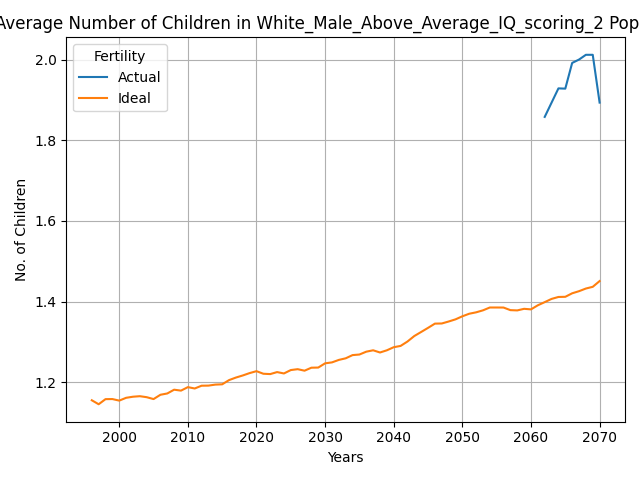 Average Number of Children in White_Male_Above_Average_IQ_scoring_2 Pop
Fertility
Actual
Ideal
2.0
1.8
1.6
1.4
1.2
No. of Children
2000 2010 2020 2030 2040 2050 2060 2070
Years